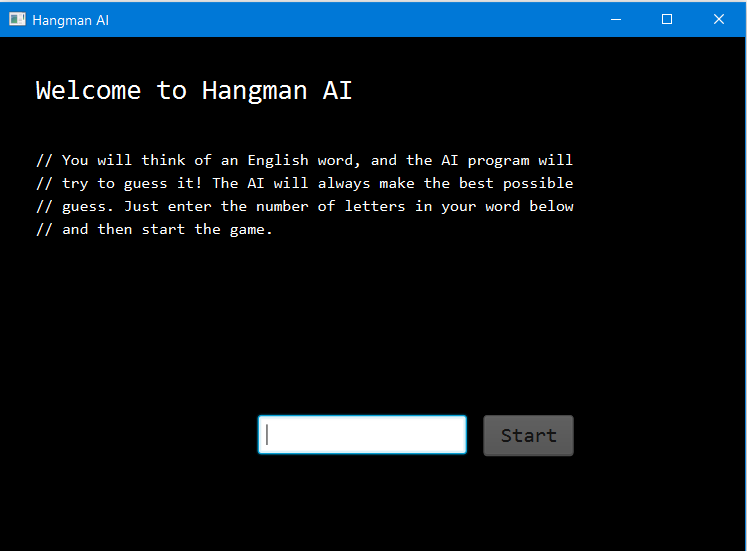 Hangman AI
Welcome to Hangman AI
// You will think of an English word, and the AI program will
// try to guess it! The AI will always make the best possible
// guess. Just enter the number of letters in your word below
// and then start the game.
Start